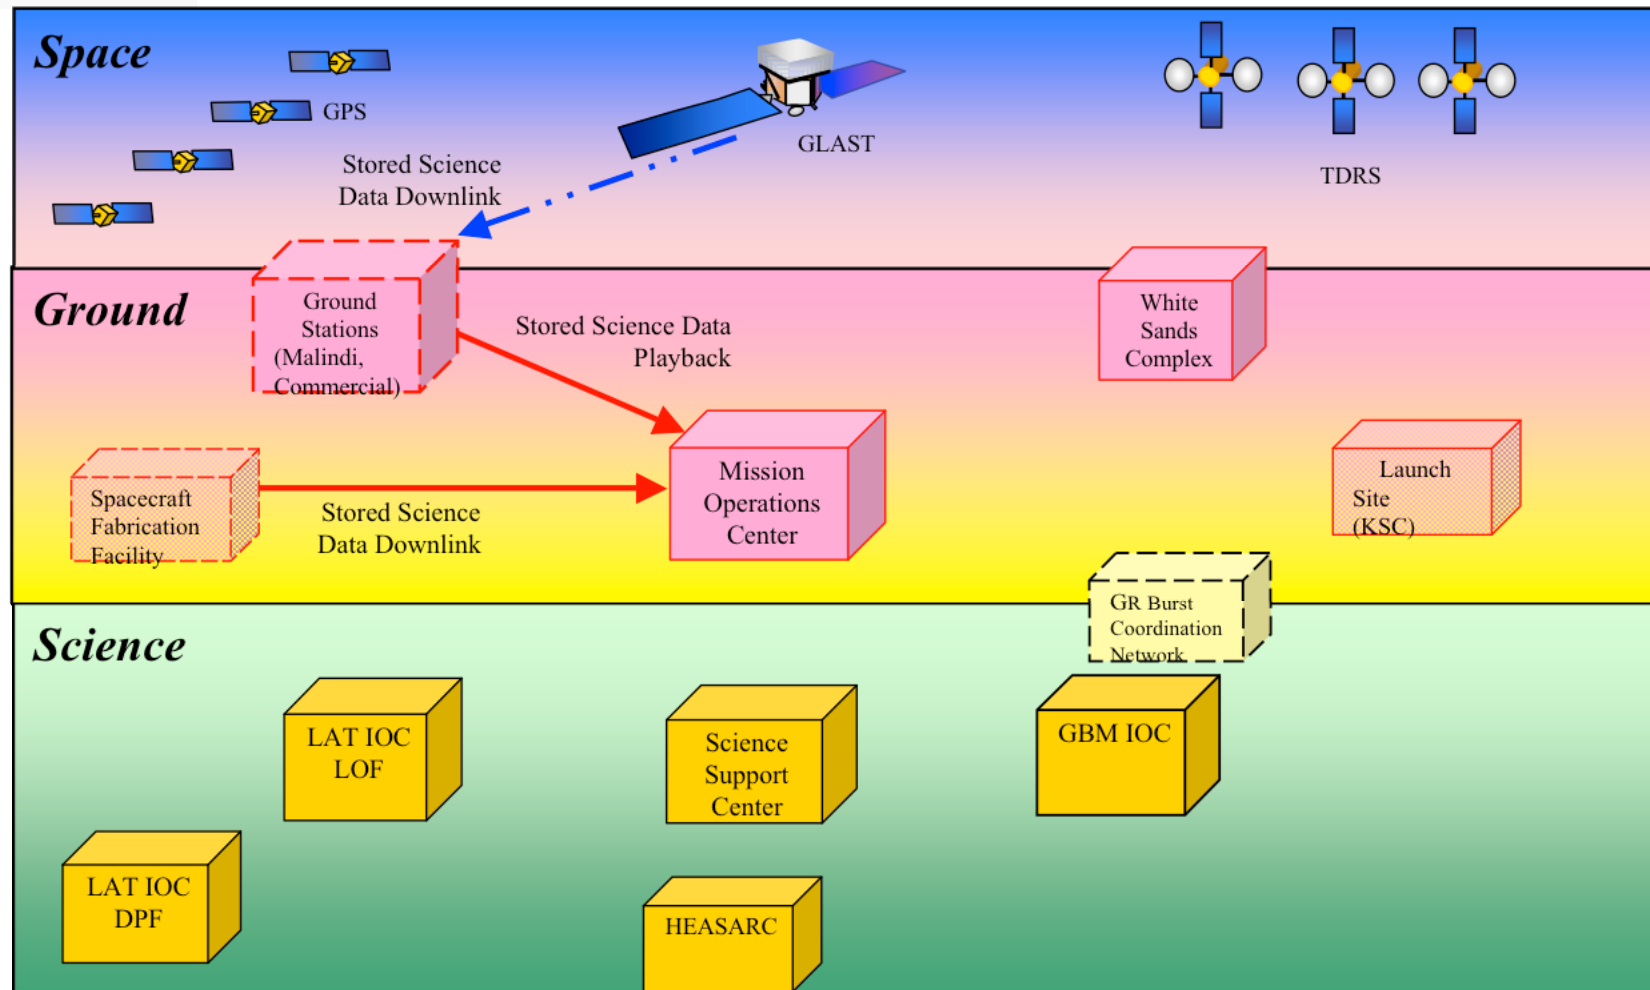 Space
GPS
GLAST
TDRS
Stored Science
Data Downlink
Ground
Ground
Stations
(Malindi,
Commercial)
Stored Science Data
Playback
White
Sands
Complex
Spacecraft
Fabrication
Facility
Stored Science
Data Downlink
Mission
Operations
Center
Launch
Site
(KSC)
GR Burst
Coordination
Network
Science
LAT IOC
LOF
Science
Support
Center
GBM IOC
LAT IOC
DPF
HEASARC